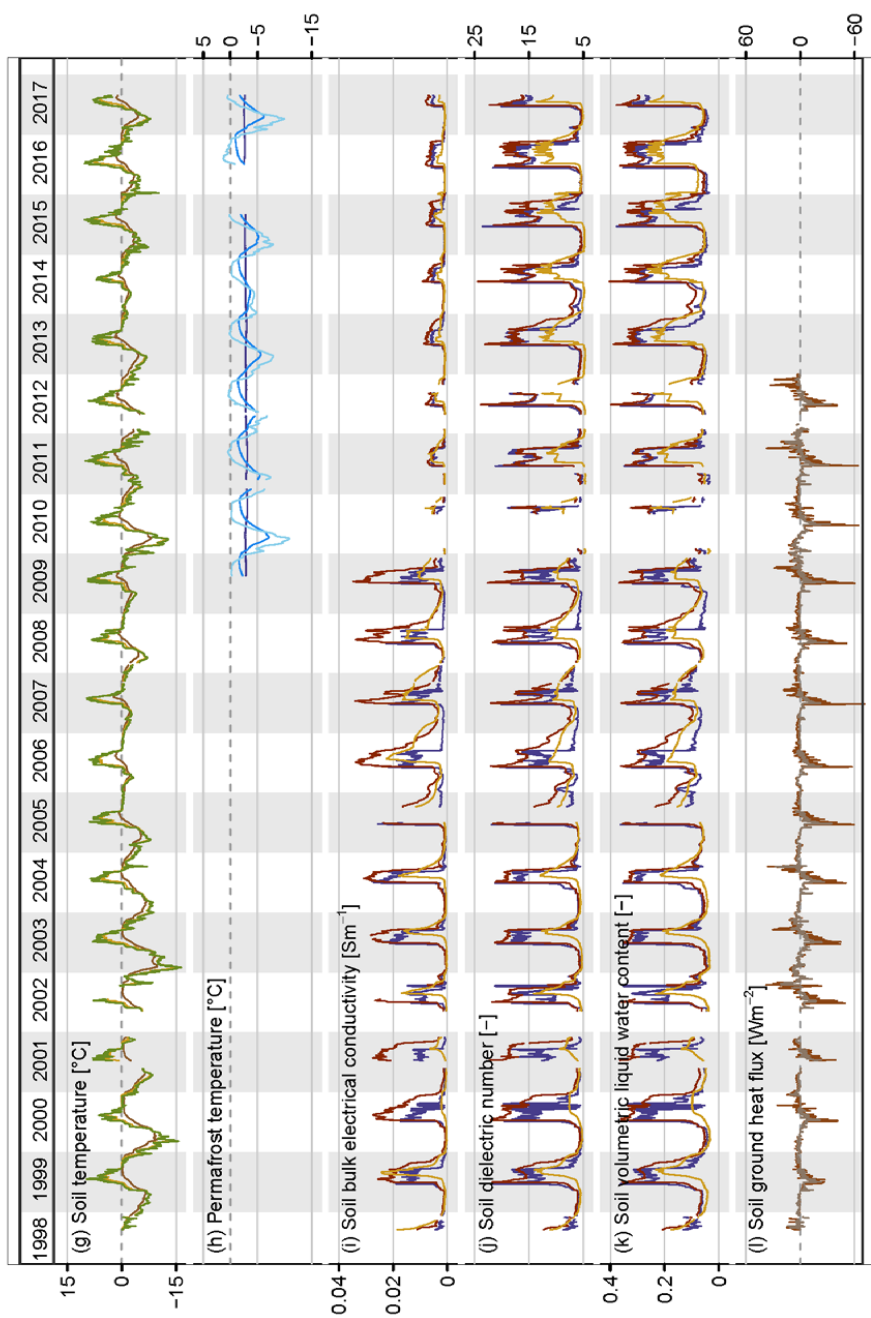 1998 1999 2000 2001 2002 2003 2004 2005 2006 2007 2008 2009 2010 2011 2012 2013 2014 2015 2016 2017
(g) Soil temperature [°C]
15
0
−15
(h) Permafrost temperature [°C]
5
0
−5
−15
(i) Soil bulk electrical conductivity [Sm⁻¹]
0.04
0.02
0
(j) Soil dielectric number [−]
25
15
5
(k) Soil volumetric liquid water content [−]
0.4
0.2
0
(l) Soil ground heat flux [Wm⁻²]
60
0
−60